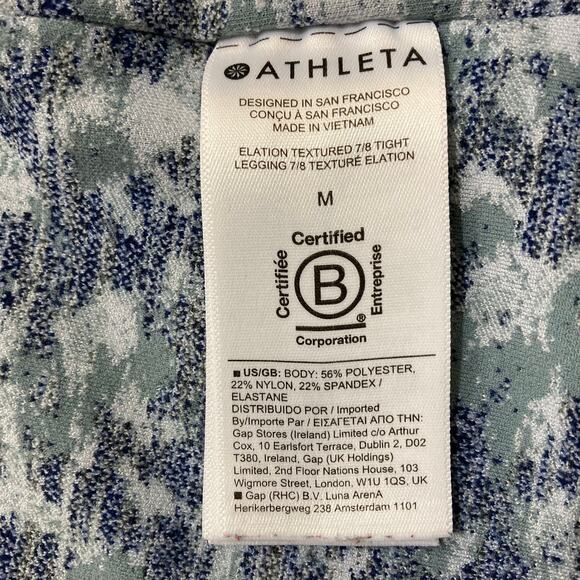 ATHLETA
DESIGNED IN SAN FRANCISCO
CONÇU À SAN FRANCISCO
MADE IN VIETNAM
ELATION TEXTURED 7/8 TIGHT
LEGGING 7/8 TEXTURÉ ELATION
M
Certified
Certifiée
B
®
Entreprise
Corporation
■ US/GB: BODY: 56% POLYESTER,
22% NYLON, 22% SPANDEX /
ELASTANE
DISTRIBUIDO POR / Imported
By/Importe Par / ΕΙΣΑΓΕΤΑΙ ΑΠΟ ΤΗΝ:
Gap Stores (Ireland) Limited c/o Arthur
Cox, 10 Earlsfort Terrace, Dublin 2, D02
T380, Ireland, Gap (UK Holdings)
Limited, 2nd Floor Nations House, 103
Wigmore Street, London, W1U 1QS, UK
■ Gap (RHC) B.V. Luna ArenA
Herikerbergweg 238 Amsterdam 1101